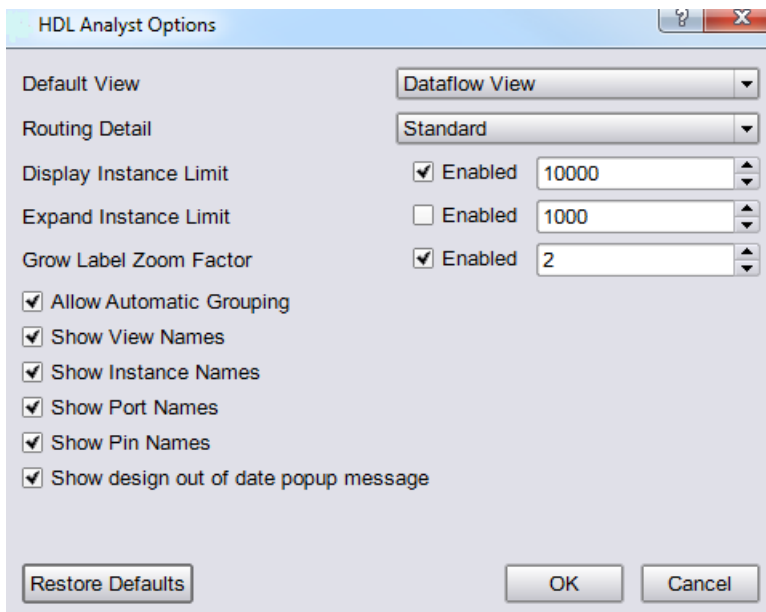 HDL Analyst Options
?
Default View Dataflow View
Routing Detail Standard
Display Instance Limit Enabled 10000
Expand Instance Limit Enabled 1000
Grow Label Zoom Factor Enabled 2
Allow Automatic Grouping
Show View Names
Show Instance Names
Show Port Names
Show Pin Names
Show design out of date popup message
Restore Defaults OK Cancel